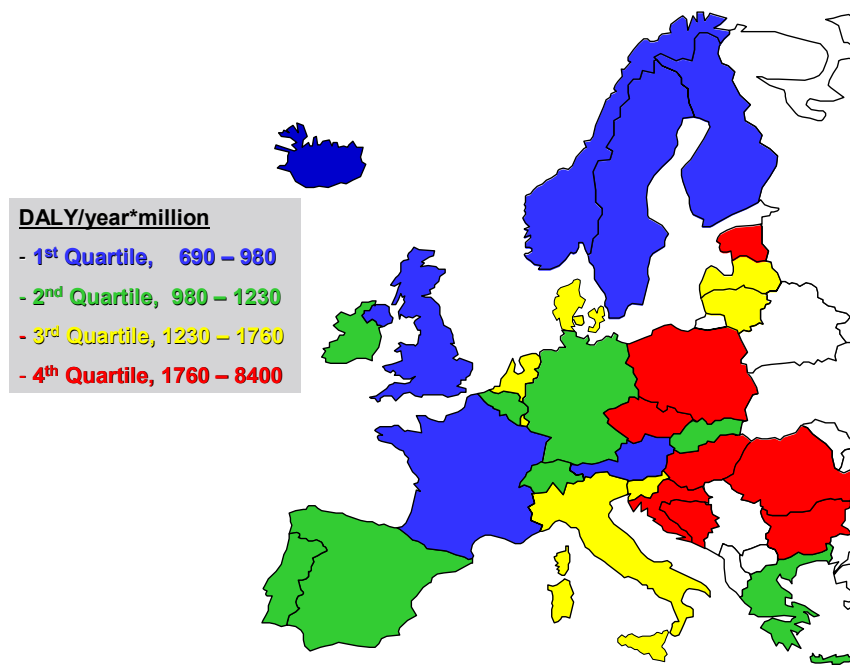 DALY/year*million
- 1st Quartile, 690 – 980
- 2nd Quartile, 980 – 1230
- 3rd Quartile, 1230 – 1760
- 4th Quartile, 1760 – 8400